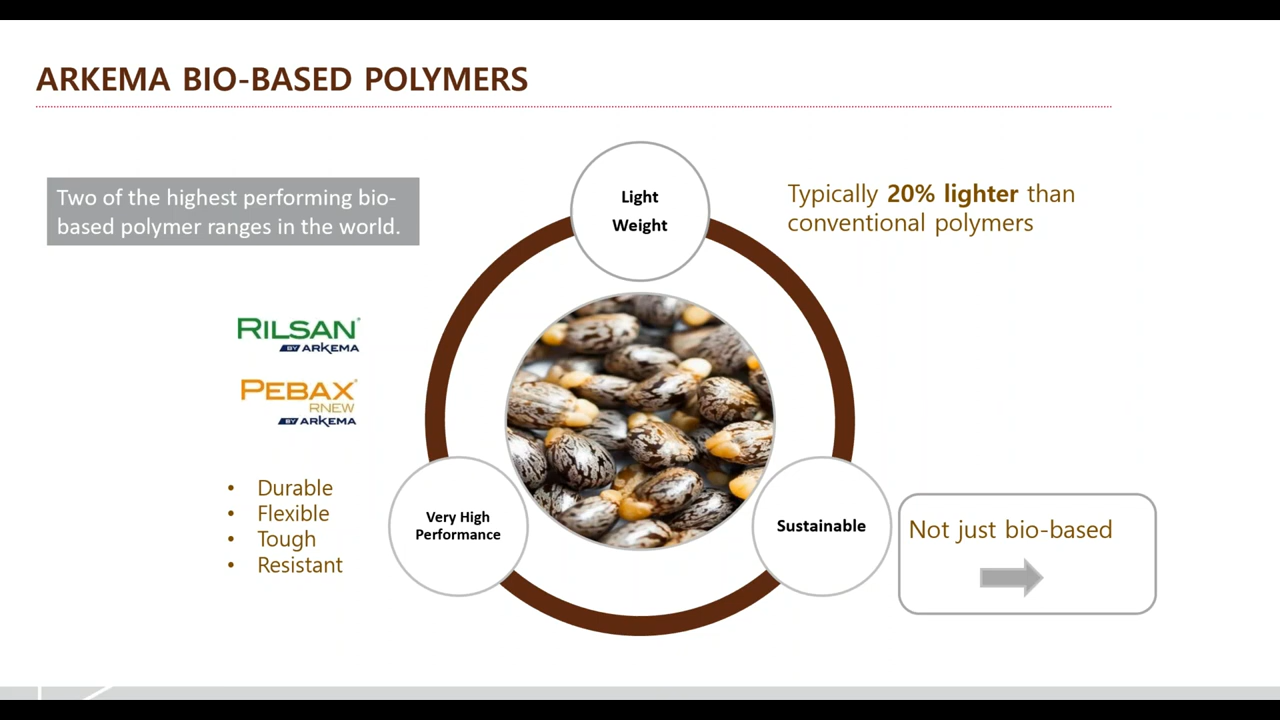 ARKEMA BIO-BASED POLYMERS
Two of the highest performing bio-
based polymer ranges in the world.
Light
Weight
Typically 20% lighter than
conventional polymers
RILSAN®
BY ARKEMA
PEBAX®
RNEW
BY ARKEMA
• Durable
• Flexible
• Tough
• Resistant
Very High
Performance
Sustainable
Not just bio-based